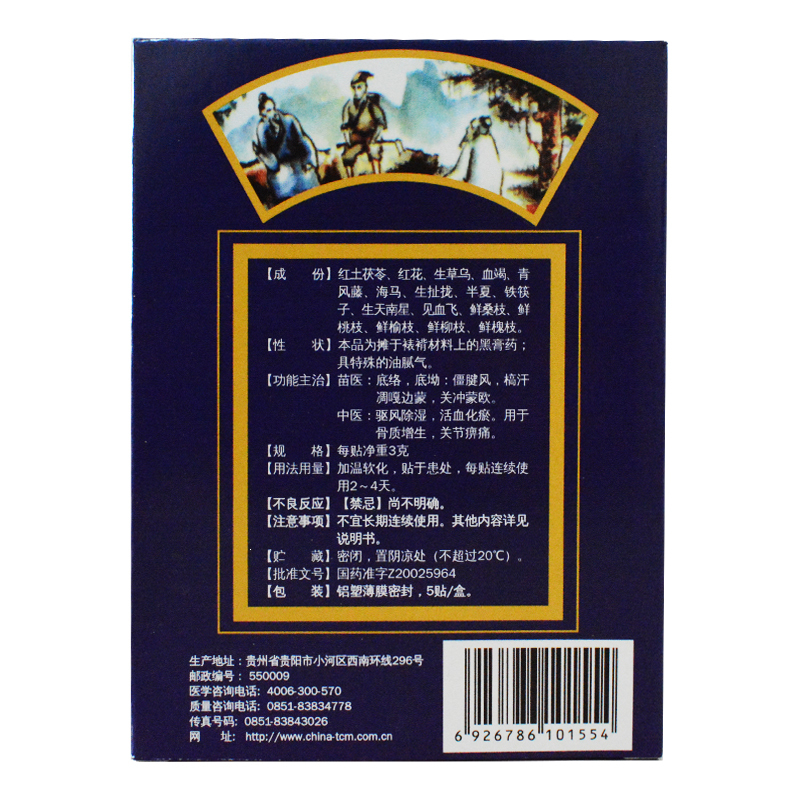 【成　份】红土茯苓、红花、生草乌、血竭、青
风藤、海马、生扯拢、半夏、铁筷
子、生天南星、见血飞、鲜桑枝、鲜
桃枝、鲜榆枝、鲜柳枝、鲜槐枝。
【性　状】本品为摊于裱褙材料上的黑膏药；
具特殊的油腻气。
【功能主治】苗医：底络，底坳：僵腱风，槁汗
凋嘎边蒙，关冲蒙欧。
中医：驱风除湿，活血化瘀。用于
骨质增生，关节痹痛。
【规　格】每贴净重3克
【用法用量】加温软化，贴于患处，每贴连续使
用2～4天。
【不良反应】【禁忌】尚不明确。
【注意事项】不宜长期连续使用。其他内容详见
说明书。
【贮　藏】密闭，置阴凉处（不超过20℃）。
【批准文号】国药准字Z20025964
【包　装】铝塑薄膜密封，5贴/盒。
生产地址：贵州省贵阳市小河区西南环线296号
邮政编号：550009
医学咨询电话：4006-300-570
质量咨询电话：0851-83834778
传真号码：0851-83843026
网　址：http://www.china-tcm.com.cn
6 926786 101554